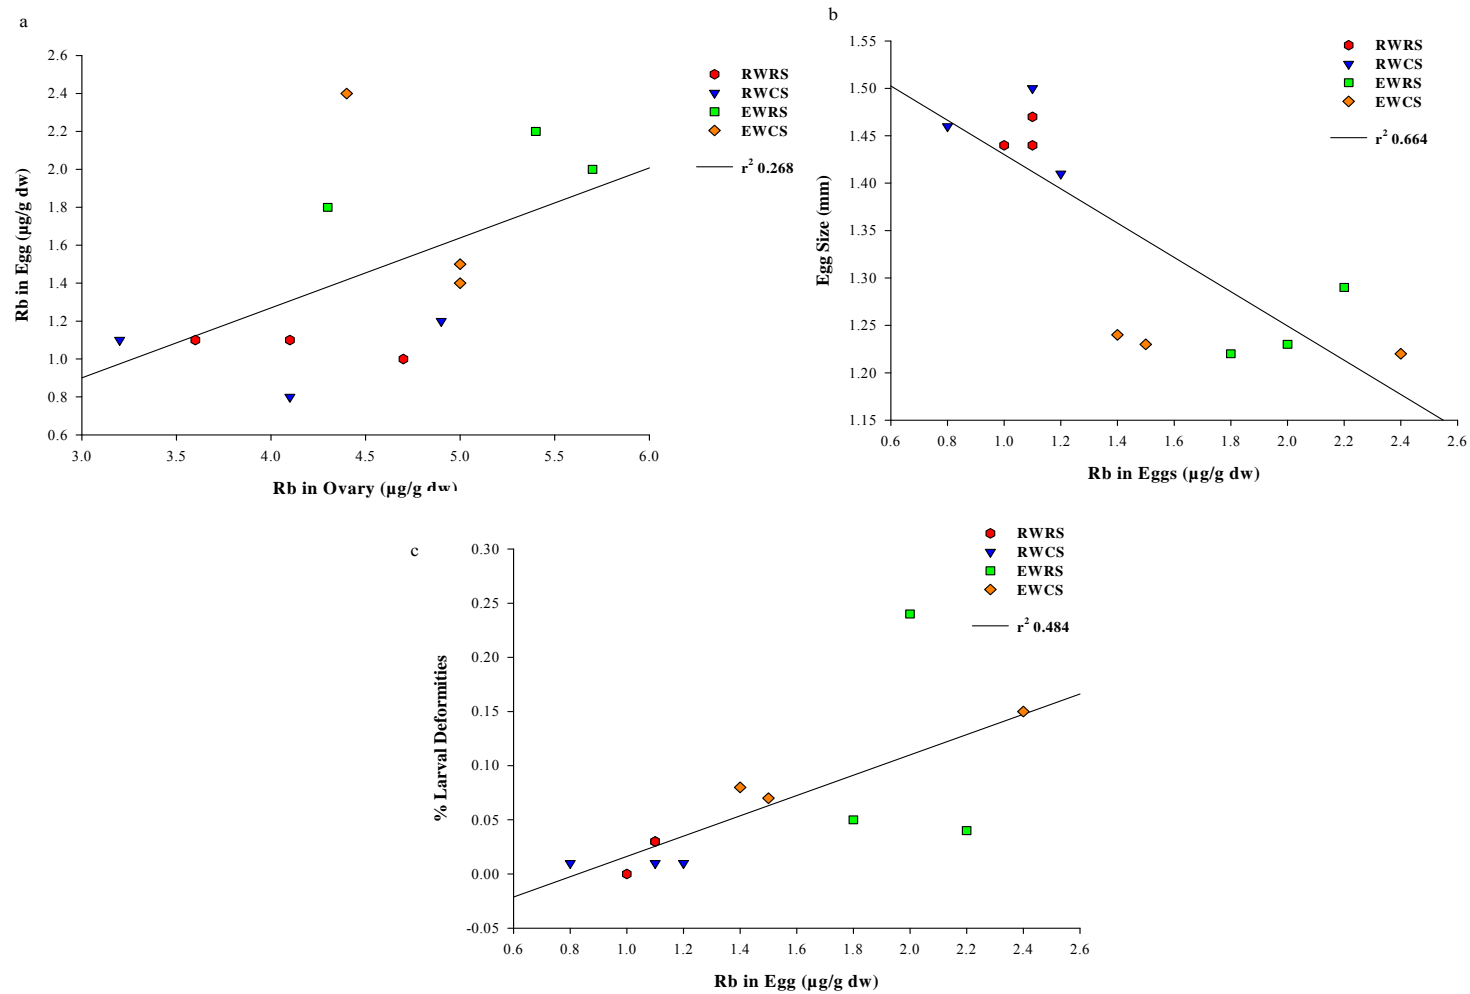 a
2.6
2.4
2.2
2.0
1.8
1.6
1.4
1.2
1.0
0.8
0.6
Rb in Egg (µg/g dw)
3.0 3.5 4.0 4.5 5.0 5.5 6.0
Rb in Ovary (µg/g dw)
RWRS
RWCS
EWRS
EWCS
r² 0.268
b
1.55
1.50
1.45
1.40
1.35
1.30
1.25
1.20
1.15
Egg Size (mm)
0.6 0.8 1.0 1.2 1.4 1.6 1.8 2.0 2.2 2.4 2.6
Rb in Eggs (µg/g dw)
RWRS
RWCS
EWRS
EWCS
r² 0.664
c
0.30
0.25
0.20
0.15
0.10
0.05
0.00
-0.05
% Larval Deformities
0.6 0.8 1.0 1.2 1.4 1.6 1.8 2.0 2.2 2.4 2.6
Rb in Egg (µg/g dw)
RWRS
RWCS
EWRS
EWCS
r² 0.484